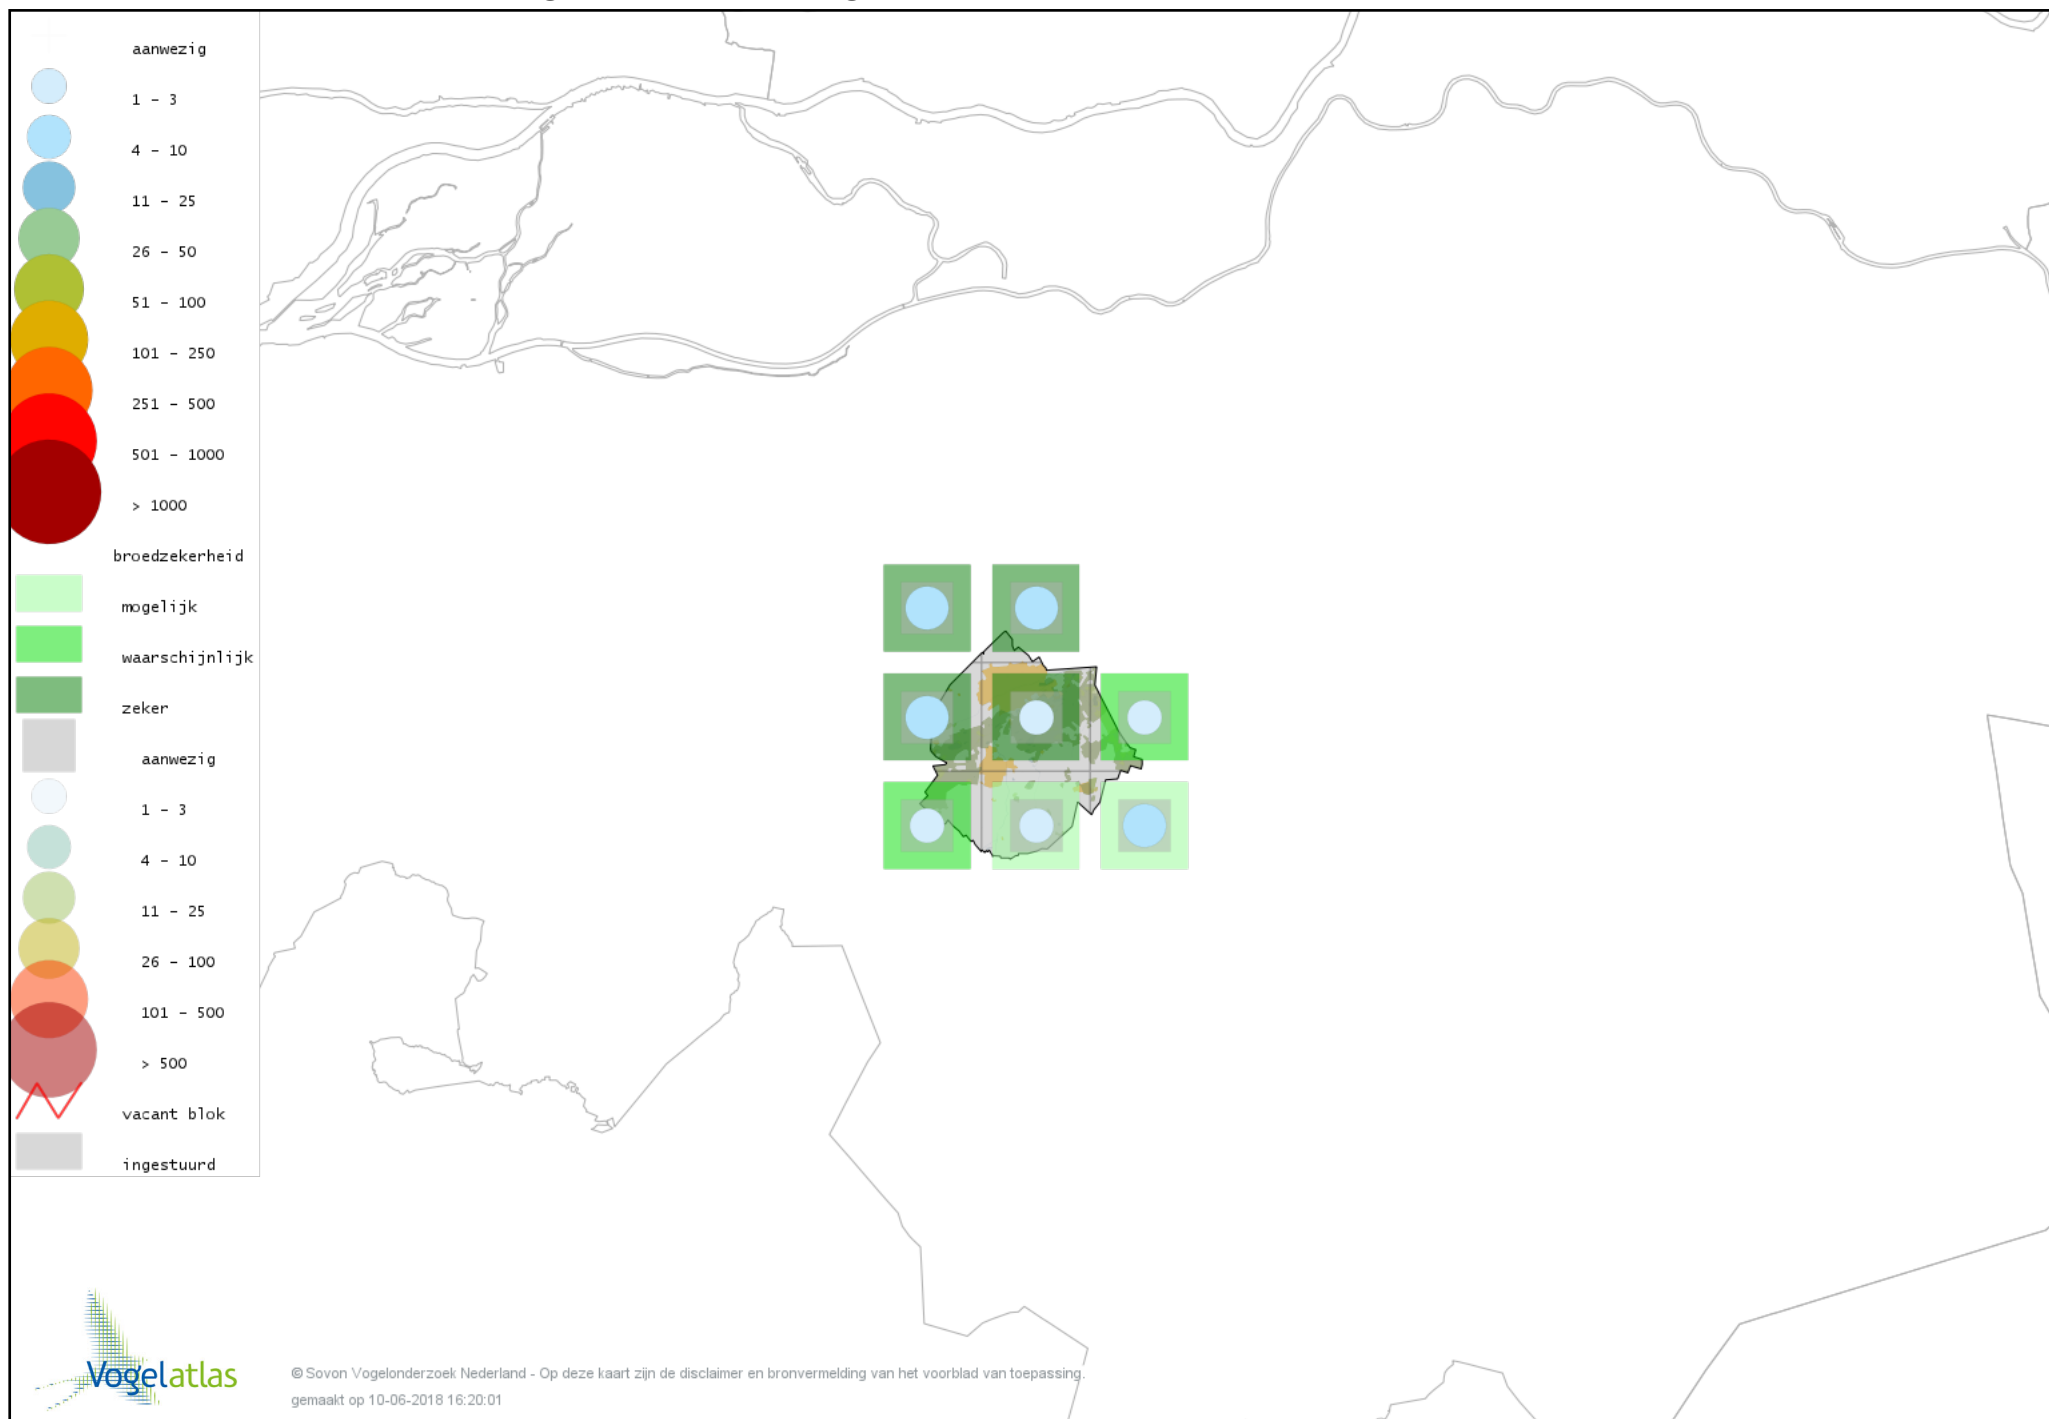 aanwezig
1 - 3
4 - 10
11 - 25
26 - 50
51 - 100
101 - 250
251 - 500
501 - 1000
> 1000
broedzekerheid
mogelijk
waarschijnlijk
zeker
aanwezig
1 - 3
4 - 10
11 - 25
26 - 100
101 - 500
> 500
vacant blok
ingestuurd
Vogelatlas
© Sovon Vogelonderzoek Nederland - Op deze kaart zijn de disclaimer en bronvermelding van het voorblad van toepassing.
gemaakt op 10-06-2018 16:20:01